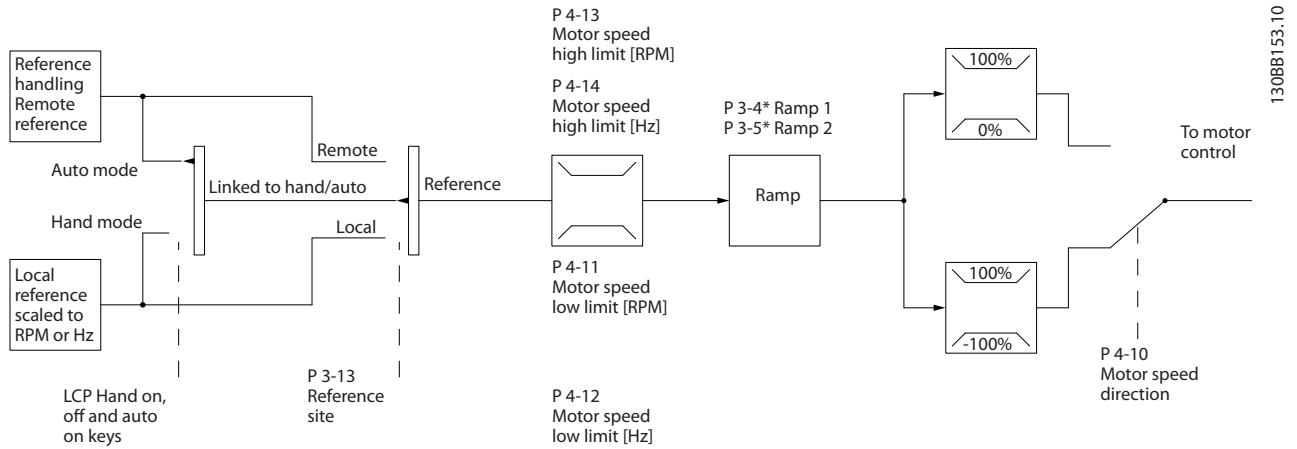 P 4-13
Motor speed
high limit [RPM]
P 4-14
Motor speed
high limit [Hz]
130BB153.10
Reference
handling
Remote
reference
Auto mode
Hand mode
Linked to hand/auto
Remote
Local
Reference
Local
reference
scaled to
RPM or Hz
LCP Hand on,
off and auto
on keys
P 3-13
Reference
site
P 4-11
Motor speed
low limit [RPM]
P 4-12
Motor speed
low limit [Hz]
P 3-4* Ramp 1
P 3-5* Ramp 2
Ramp
100%
0%
100%
-100%
To motor
control
P 4-10
Motor speed
direction